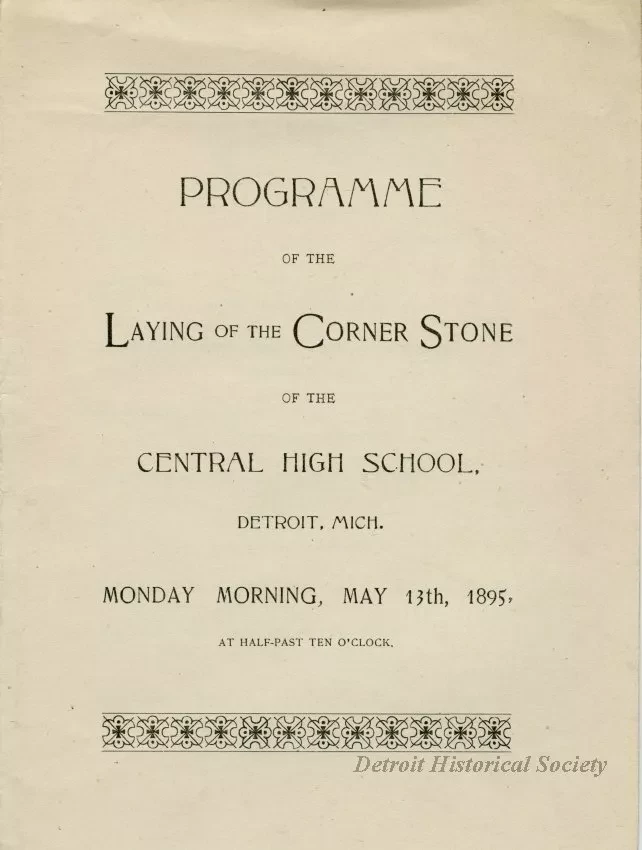 PROGRAMME
OF THE
LAYING OF THE CORNER STONE
OF THE
CENTRAL HIGH SCHOOL,
DETROIT, MICH.
MONDAY MORNING, MAY 13th, 1895,
AT HALF-PAST TEN O'CLOCK.
Detroit Historical Society